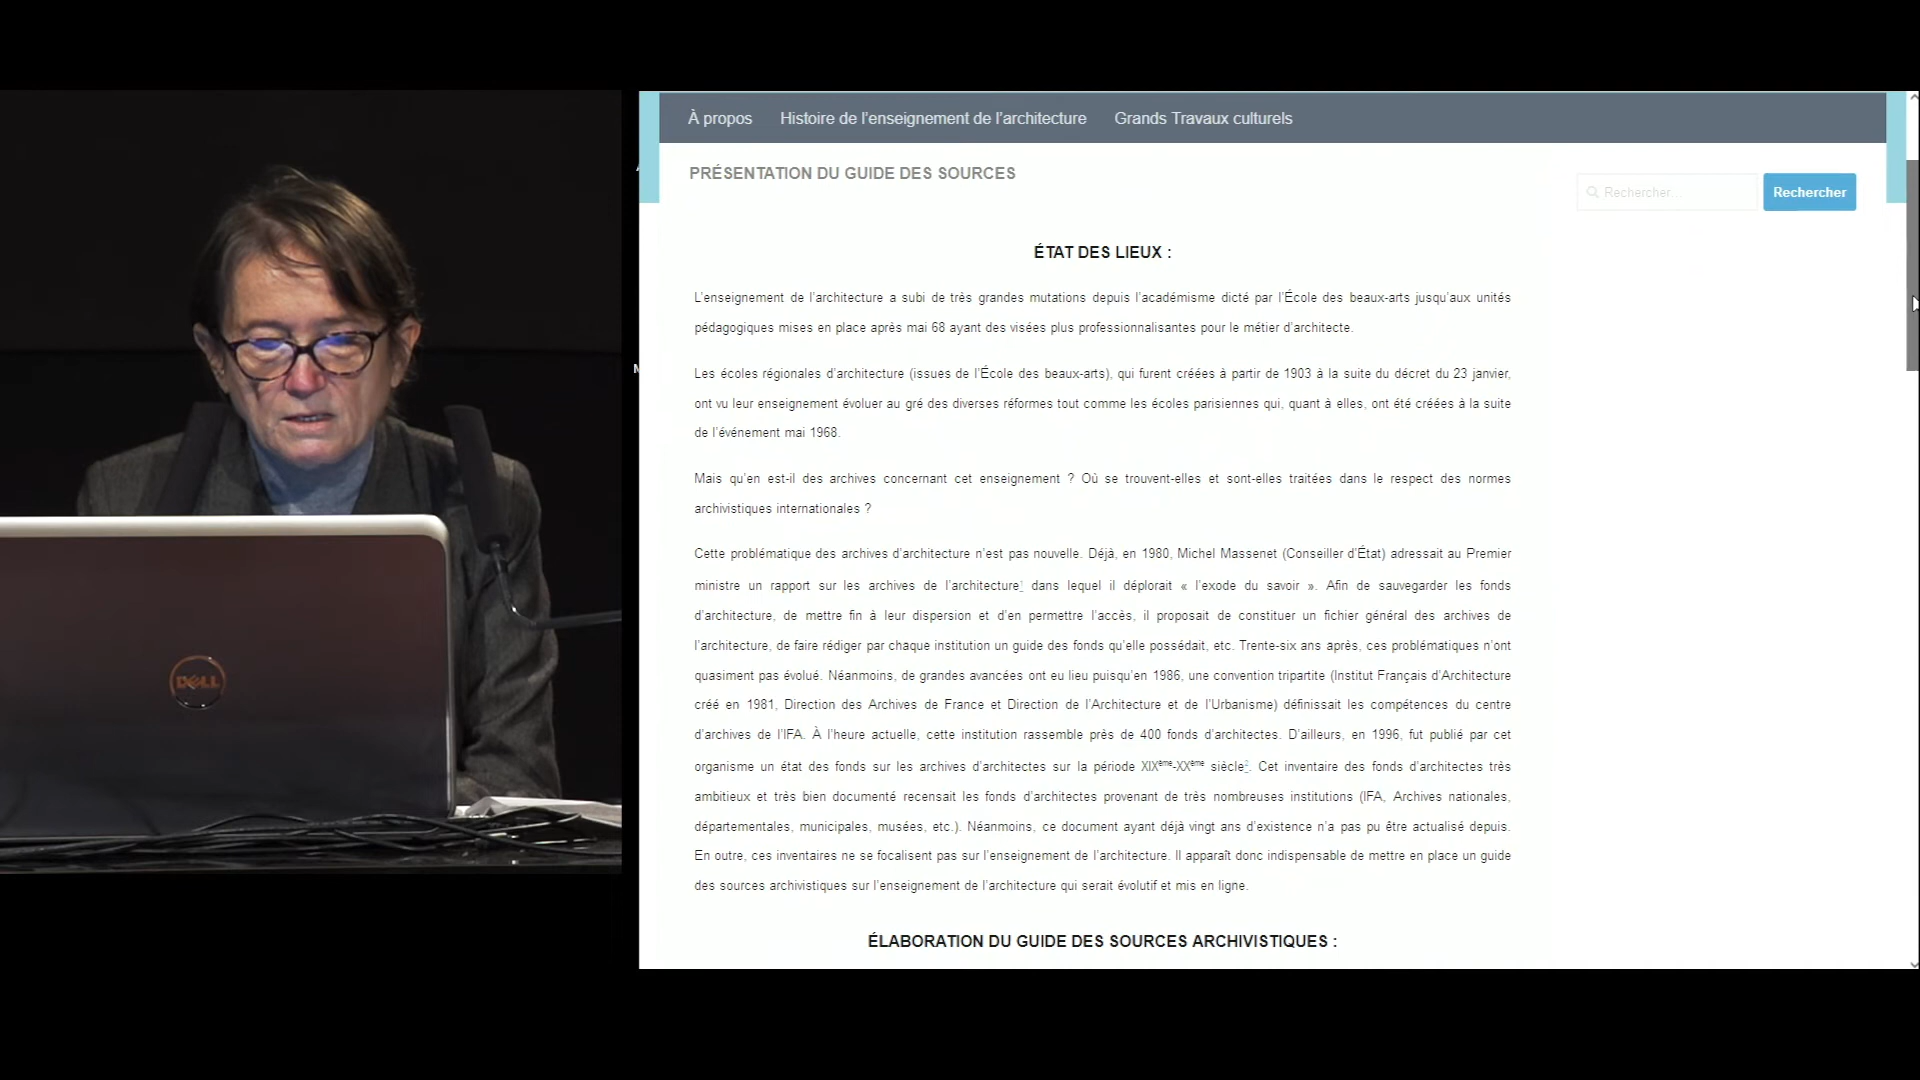 À propos Histoire de l’enseignement de l’architecture Grands Travaux culturels
PRÉSENTATION DU GUIDE DES SOURCES
Rechercher...
Rechercher
ÉTAT DES LIEUX :
L’enseignement de l’architecture a subi de très grandes mutations depuis l’académisme dicté par l’École des beaux-arts jusqu’aux unités
pédagogiques mises en place après mai 68 ayant des visées plus professionnalisantes pour le métier d’architecte.
Les écoles régionales d’architecture (issues de l’École des beaux-arts), qui furent créées à partir de 1903 à la suite du décret du 23 janvier,
ont vu leur enseignement évoluer au gré des diverses réformes tout comme les écoles parisiennes qui, quant à elles, ont été créées à la suite
de l’événement mai 1968.
Mais qu’en est-il des archives concernant cet enseignement ? Où se trouvent-elles et sont-elles traitées dans le respect des normes
archivistiques internationales ?
Cette problématique des archives d’architecture n’est pas nouvelle. Déjà, en 1980, Michel Massenet (Conseiller d’État) adressait au Premier
ministre un rapport sur les archives de l’architecture¹ dans lequel il déplorait « l’exode du savoir ». Afin de sauvegarder les fonds
d’architecture, de mettre fin à leur dispersion et d’en permettre l’accès, il proposait de constituer un fichier général des archives de
l’architecture, de faire rédiger par chaque institution un guide des fonds qu’elle possédait, etc. Trente-six ans après, ces problématiques n’ont
quasiment pas évolué. Néanmoins, de grandes avancées ont eu lieu puisqu’en 1986, une convention tripartite (Institut Français d’Architecture
créé en 1981, Direction des Archives de France et Direction de l’Architecture et de l’Urbanisme) définissait les compétences du centre
d’archives de l’IFA. À l’heure actuelle, cette institution rassemble près de 400 fonds d’architectes. D’ailleurs, en 1996, fut publié par cet
organisme un état des fonds sur les archives d’architectes sur la période XIXème-XXème siècle². Cet inventaire des fonds d’architectes très
ambitieux et très bien documenté recensait les fonds d’architectes provenant de très nombreuses institutions (IFA, Archives nationales,
départementales, municipales, musées, etc.). Néanmoins, ce document ayant déjà vingt ans d’existence n’a pas pu être actualisé depuis.
En outre, ces inventaires ne se focalisent pas sur l’enseignement de l’architecture. Il apparaît donc indispensable de mettre en place un guide
des sources archivistiques sur l’enseignement de l’architecture qui serait évolutif et mis en ligne.
ÉLABORATION DU GUIDE DES SOURCES ARCHIVISTIQUES :
DELL